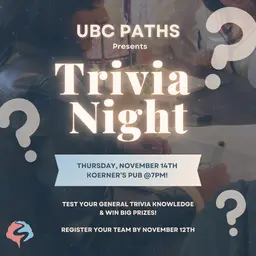 UBC PATHS
Presents
Trivia
Night
THURSDAY, NOVEMBER 14TH
KOERNER'S PUB @7PM!
TEST YOUR GENERAL TRIVIA KNOWLEDGE
& WIN BIG PRIZES!
REGISTER YOUR TEAM BY NOVEMBER 12TH
?
?
?